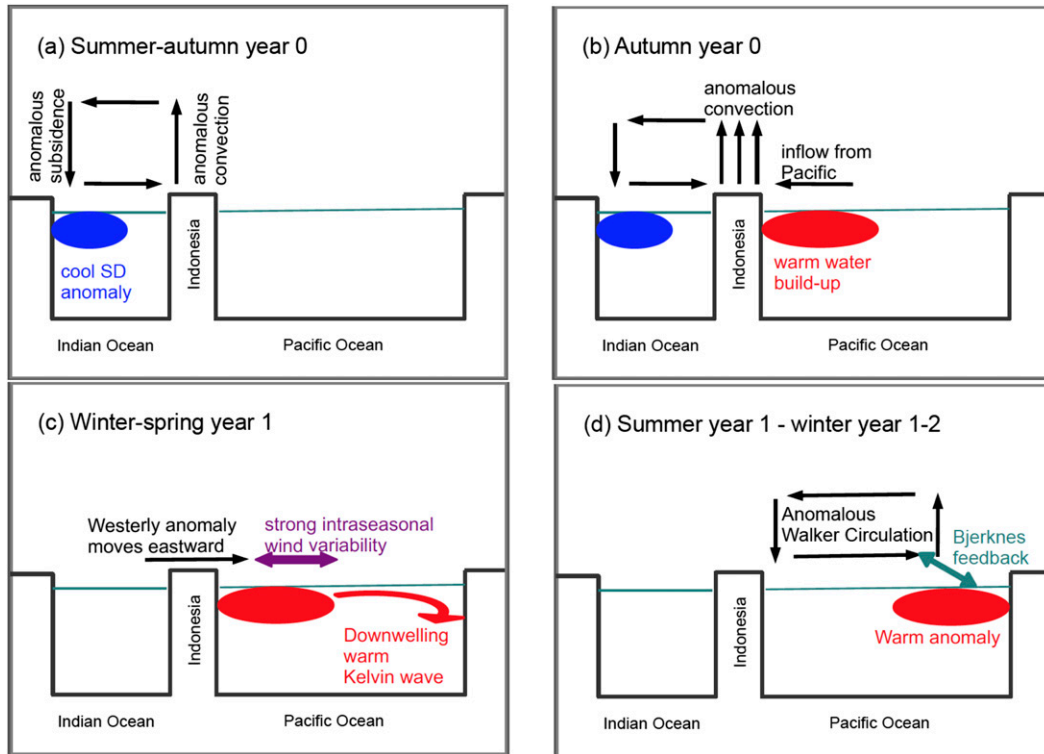 (a) Summer-autumn year 0
anomalous
subsidence
anomalous
convection
cool SD
anomaly
Indonesia
Indian Ocean
Pacific Ocean
(b) Autumn year 0
anomalous
convection
inflow from
Pacific
warm water
build-up
Indonesia
Indian Ocean
Pacific Ocean
(c) Winter-spring year 1
Westerly anomaly
moves eastward
strong intraseasonal
wind variability
Downwelling
warm
Kelvin wave
Indonesia
Indian Ocean
Pacific Ocean
(d) Summer year 1 - winter year 1-2
Anomalous
Walker Circulation
Bjerknes
feedback
Warm anomaly
Indonesia
Indian Ocean
Pacific Ocean